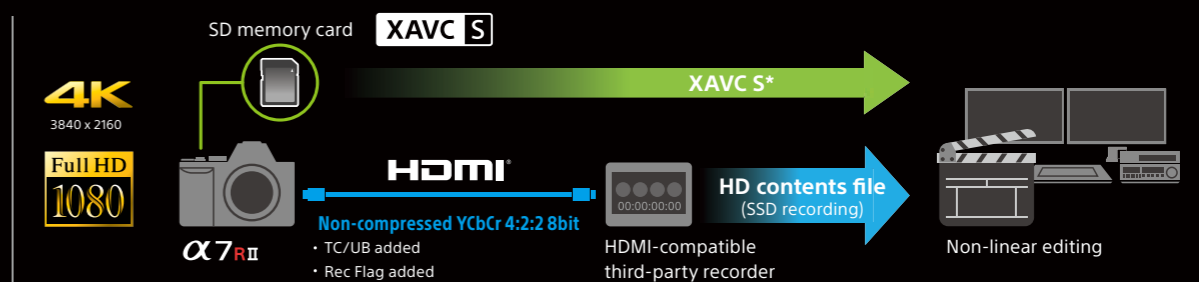 SD memory card
XAVC S
XAVC S*
4K
3840 x 2160
Full HD
1080
HDMI
00:00:00:00
HD contents file
(SSD recording)
Non-compressed YCbCr 4:2:2 8bit
α7RII
・TC/UB added
・Rec Flag added
HDMI-compatible
third-party recorder
Non-linear editing